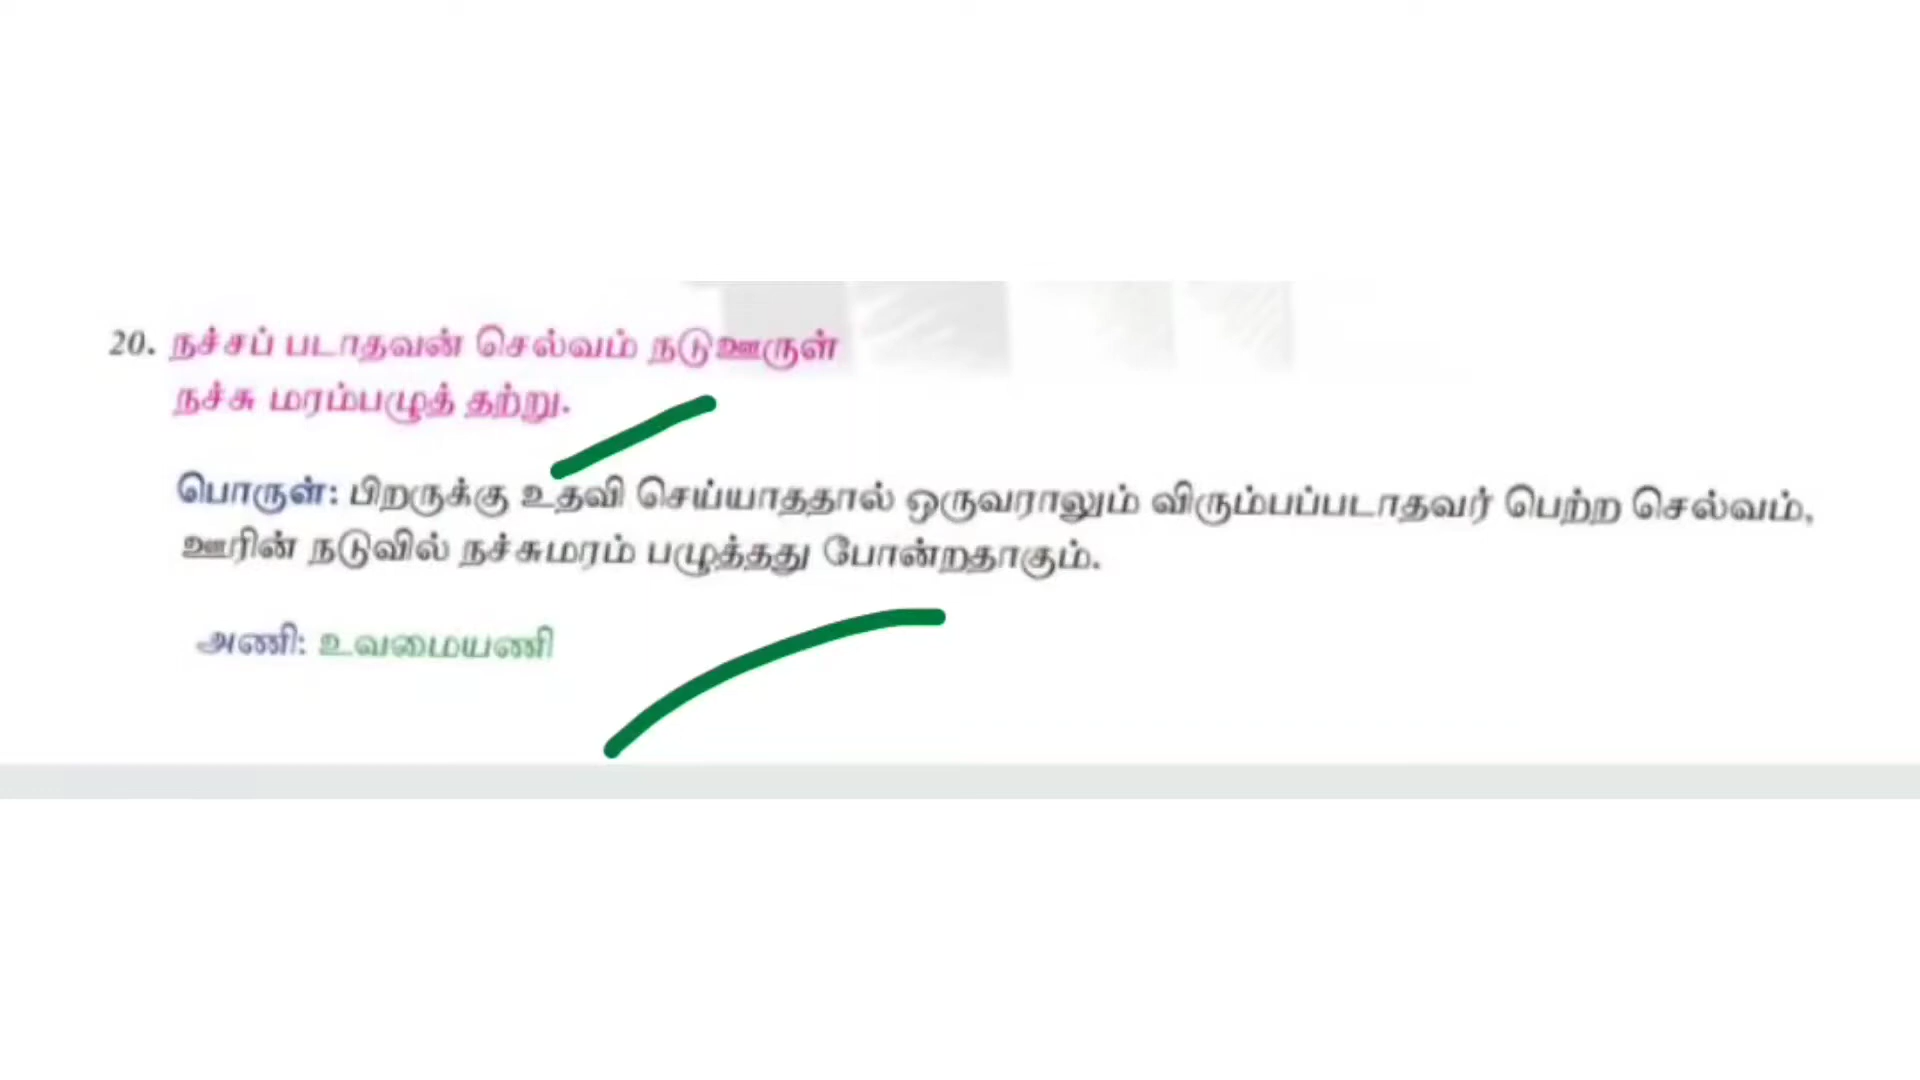 20. நச்சப் படாதவன் செல்வம் நடுஊருள்
நச்சு மரம்பழுத் தற்று.
பொருள்: பிறருக்கு உதவி செய்யாததால் ஒருவராலும் விரும்பப்படாதவர் பெற்ற செல்வம்,
ஊரின் நடுவில் நச்சுமரம் பழுத்தது போன்றதாகும்.
அணி: உவமையணி